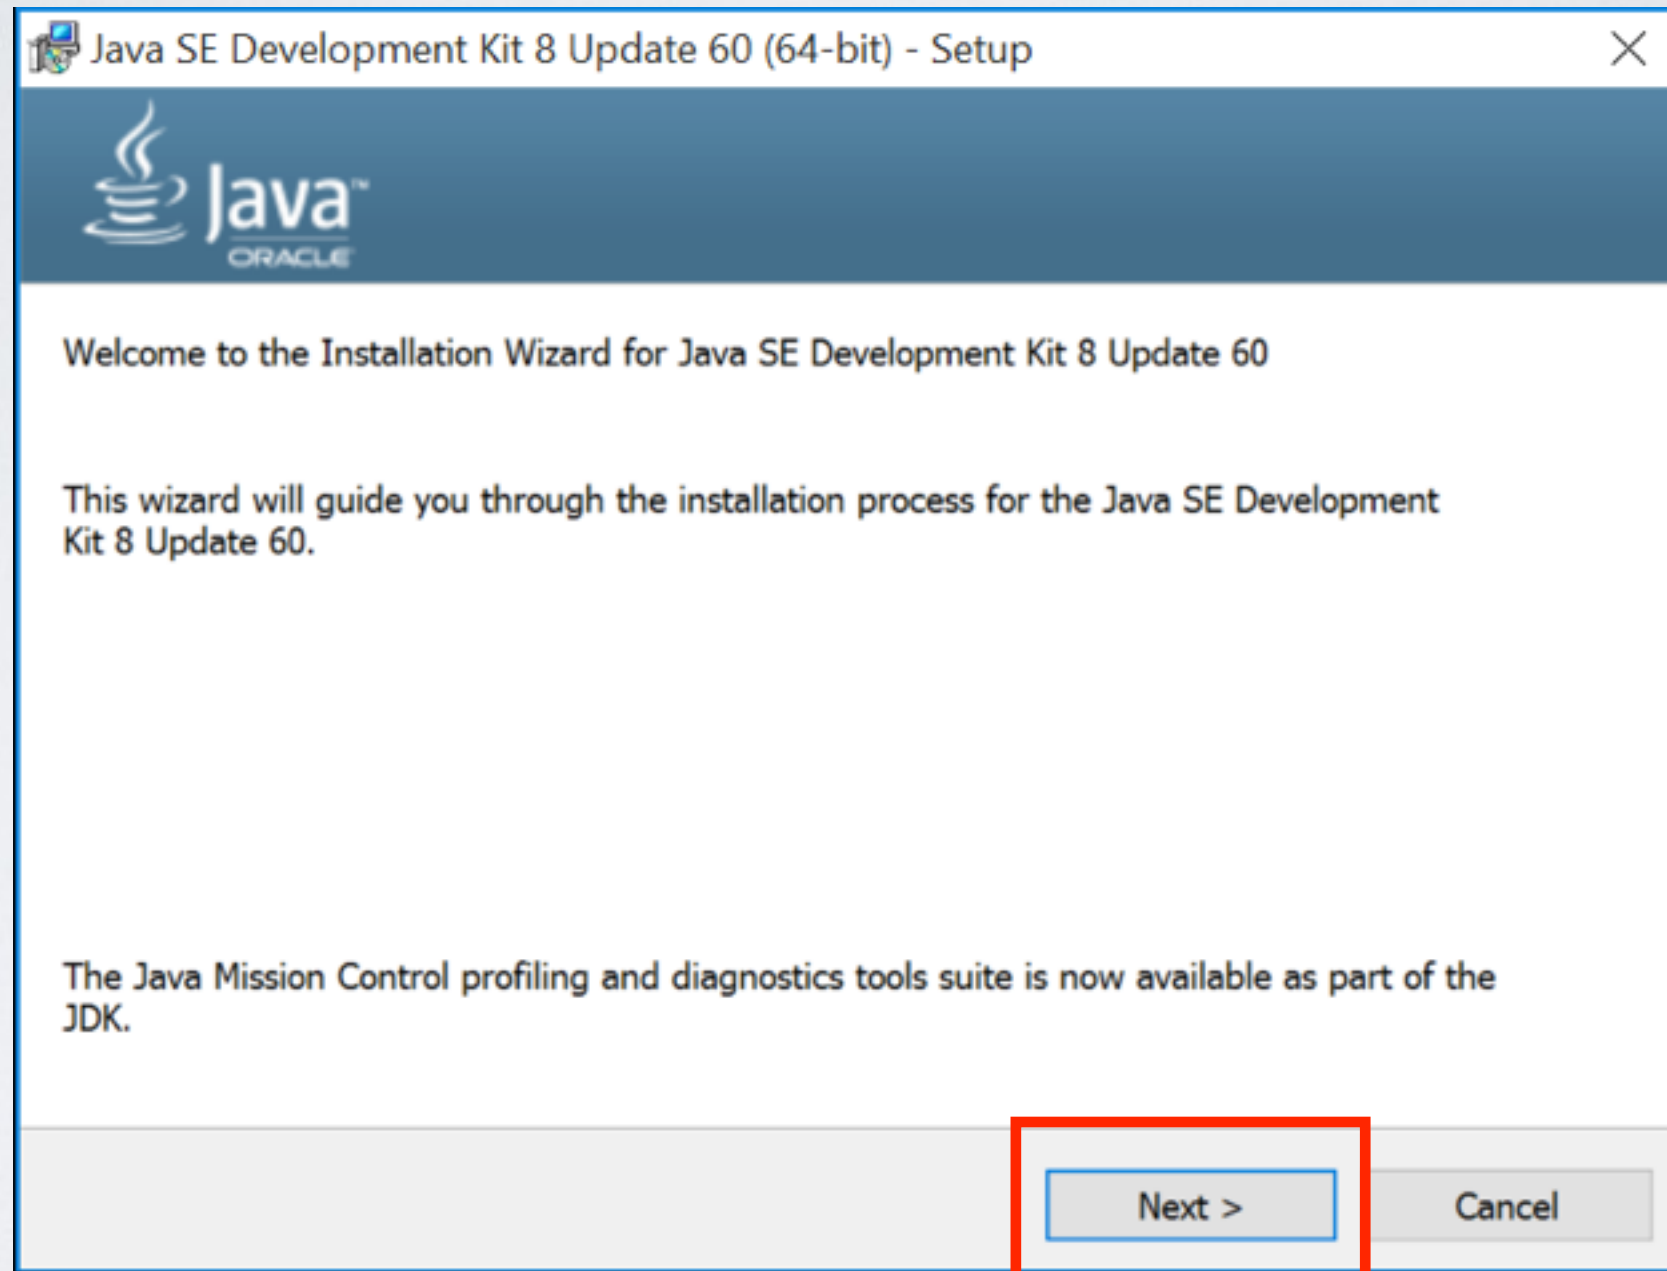 Java SE Development Kit 8 Update 60 (64-bit) - Setup
Java™
ORACLE
Welcome to the Installation Wizard for Java SE Development Kit 8 Update 60
This wizard will guide you through the installation process for the Java SE Development
Kit 8 Update 60.
The Java Mission Control profiling and diagnostics tools suite is now available as part of the
JDK.
Next >
Cancel